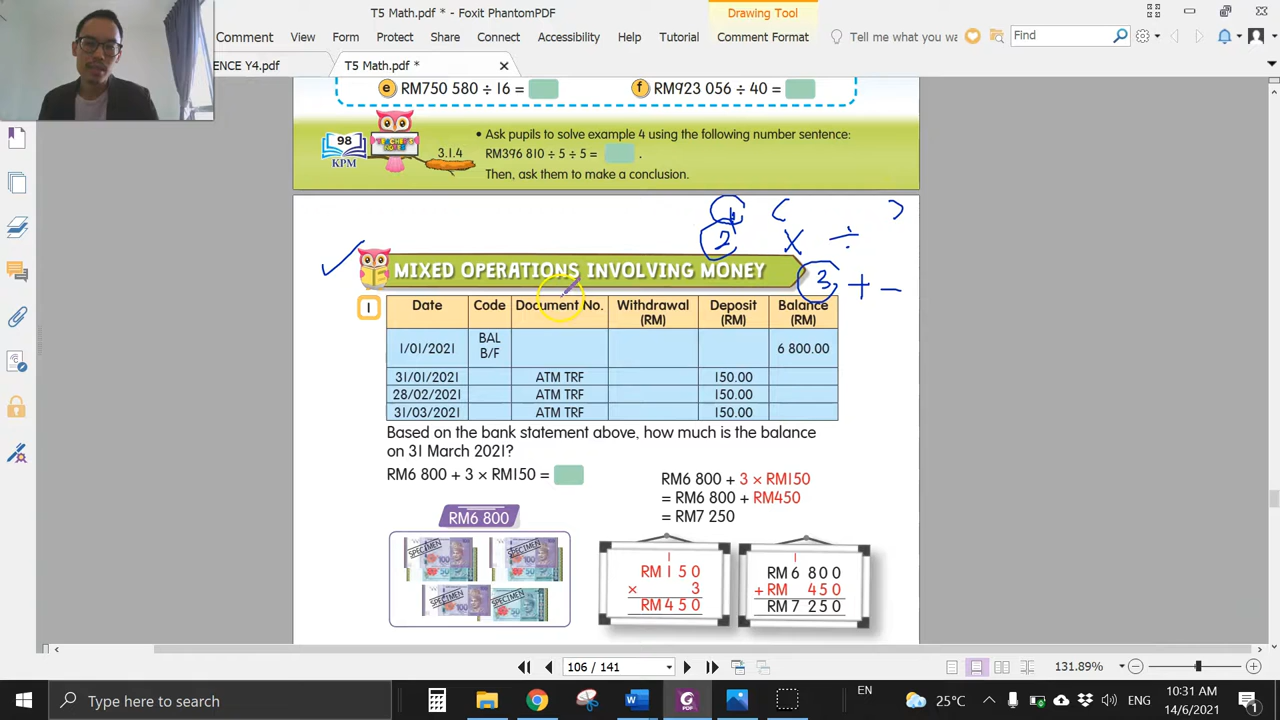 T5 Math.pdf * - Foxit PhantomPDF
Drawing Tool
Comment View Form Protect Share Connect Accessibility Help Tutorial Comment Format Tell me what you wa Find
ENCE Y4.pdf T5 Math.pdf *
e RM750 580 ÷ 16 =
f RM923 056 ÷ 40 =
98
KPM
TEACHER'S NOTES
3.1.4
• Ask pupils to solve example 4 using the following number sentence:
RM396 810 ÷ 5 ÷ 5 = .
Then, ask them to make a conclusion.
1 ( )
2 × ÷
3 + −
MIXED OPERATIONS INVOLVING MONEY
1
Date Code Document No. Withdrawal (RM) Deposit (RM) Balance (RM)
1/01/2021 BAL B/F 6 800.00
31/01/2021 ATM TRF 150.00
28/02/2021 ATM TRF 150.00
31/03/2021 ATM TRF 150.00
Based on the bank statement above, how much is the balance
on 31 March 2021?
RM6 800 + 3 × RM150 =
RM6 800 + 3 × RM150
= RM6 800 + RM450
= RM7 250
RM6 800
SPECIMEN SPECIMEN
SPECIMEN SPECIMEN
1
RM 1 5 0
× 3
RM 4 5 0
1
RM 6 8 0 0
+ RM 4 5 0
RM 7 2 5 0
106 / 141
131.89%
Type here to search
EN
25°C
ENG
10:31 AM
14/6/2021